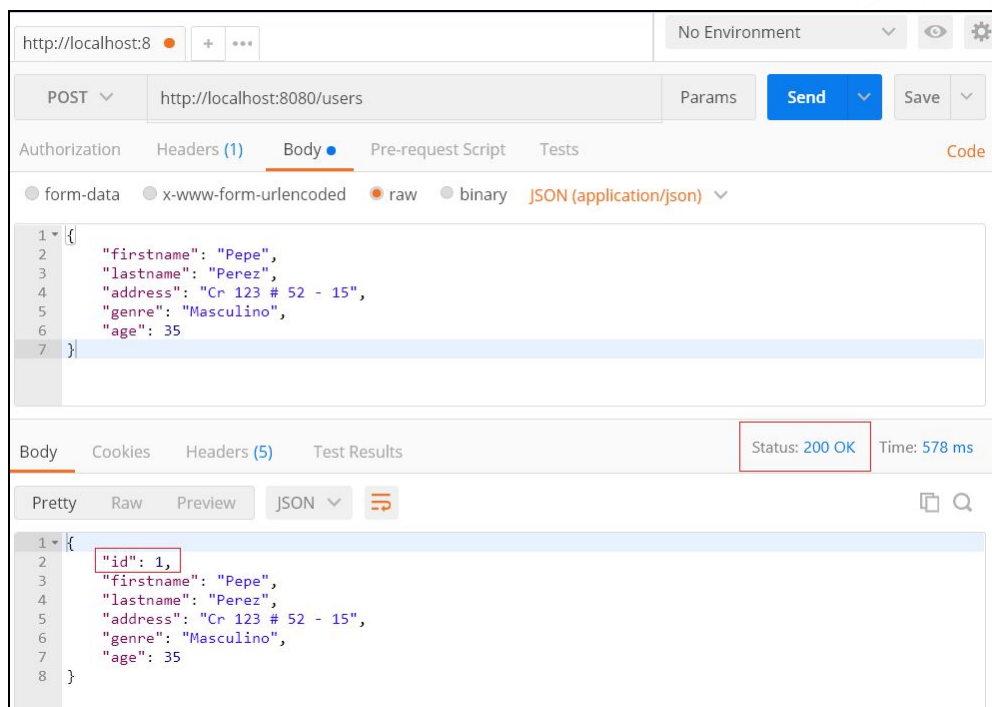 http://localhost:8 + ••• No Environment
POST http://localhost:8080/users Params Send Save
Authorization Headers (1) Body Pre-request Script Tests Code
form-data x-www-form-urlencoded raw binary JSON (application/json)
1 {
2 "firstname": "Pepe",
3 "lastname": "Perez",
4 "address": "Cr 123 # 52 - 15",
5 "genre": "Masculino",
6 "age": 35
7 }
Body Cookies Headers (5) Test Results Status: 200 OK Time: 578 ms
Pretty Raw Preview JSON
1 {
2 "id": 1,
3 "firstname": "Pepe",
4 "lastname": "Perez",
5 "address": "Cr 123 # 52 - 15",
6 "genre": "Masculino",
7 "age": 35
8 }